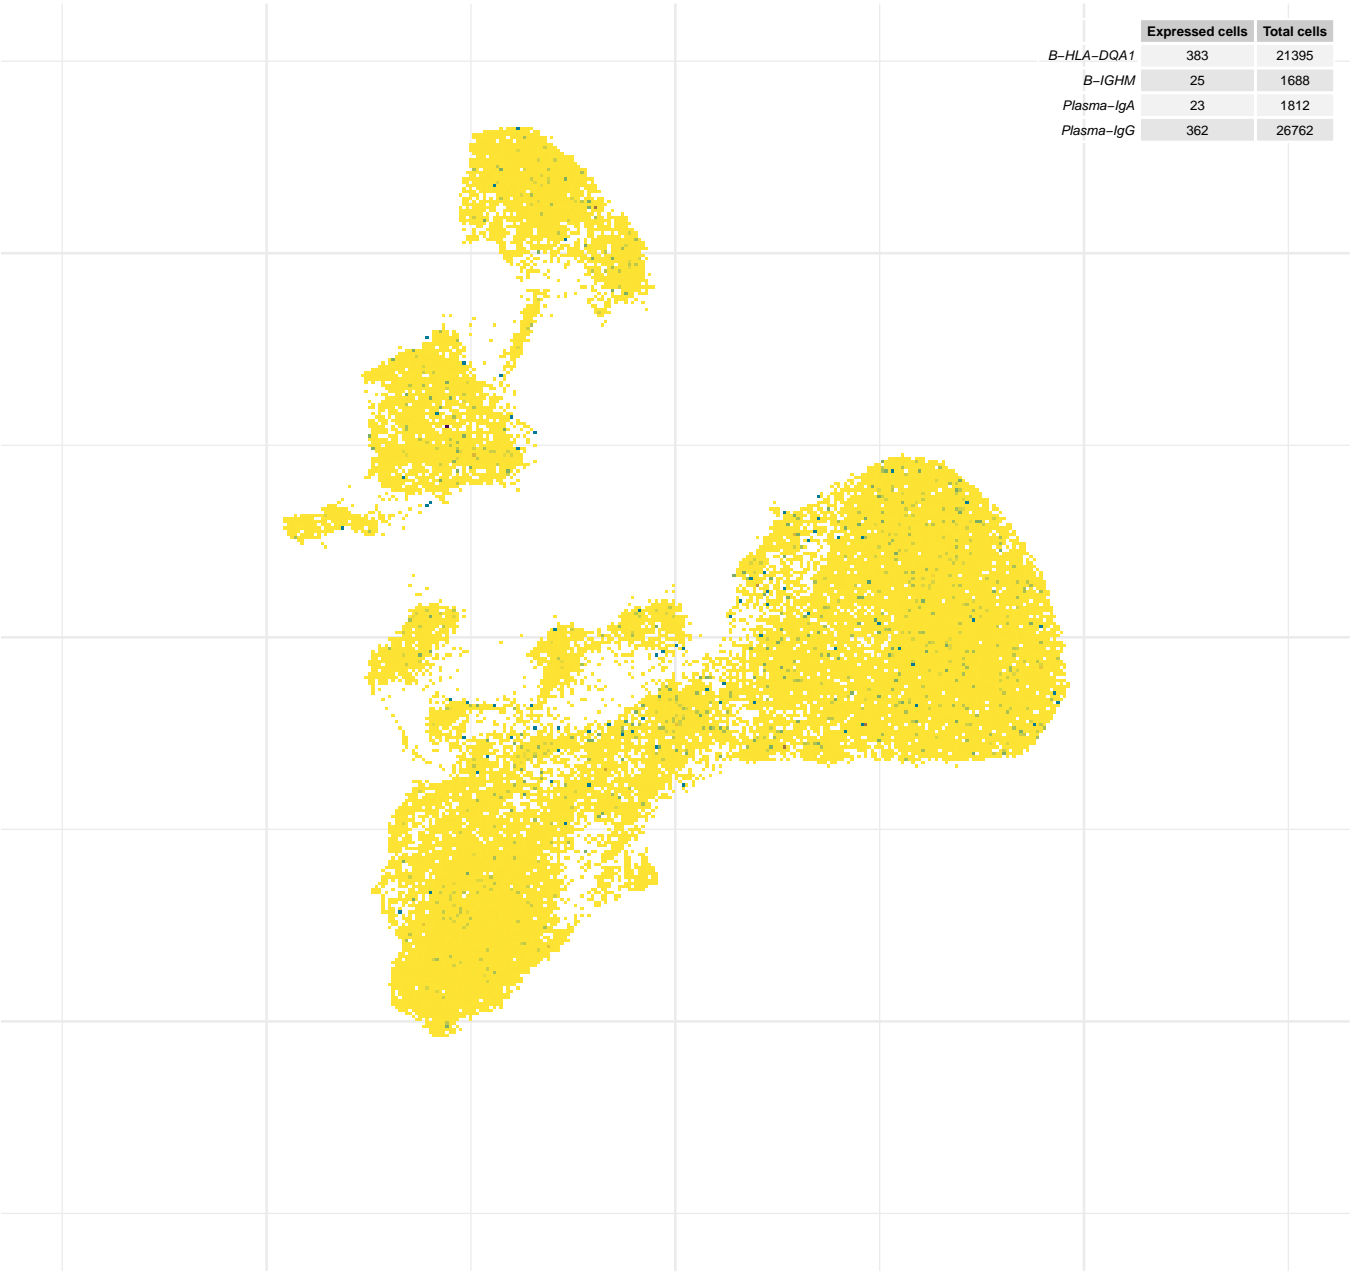 Expressed cells Total cells
B−HLA−DQA1 383 21395
B−IGHM 25 1688
Plasma−IgA 23 1812
Plasma−IgG 362 26762